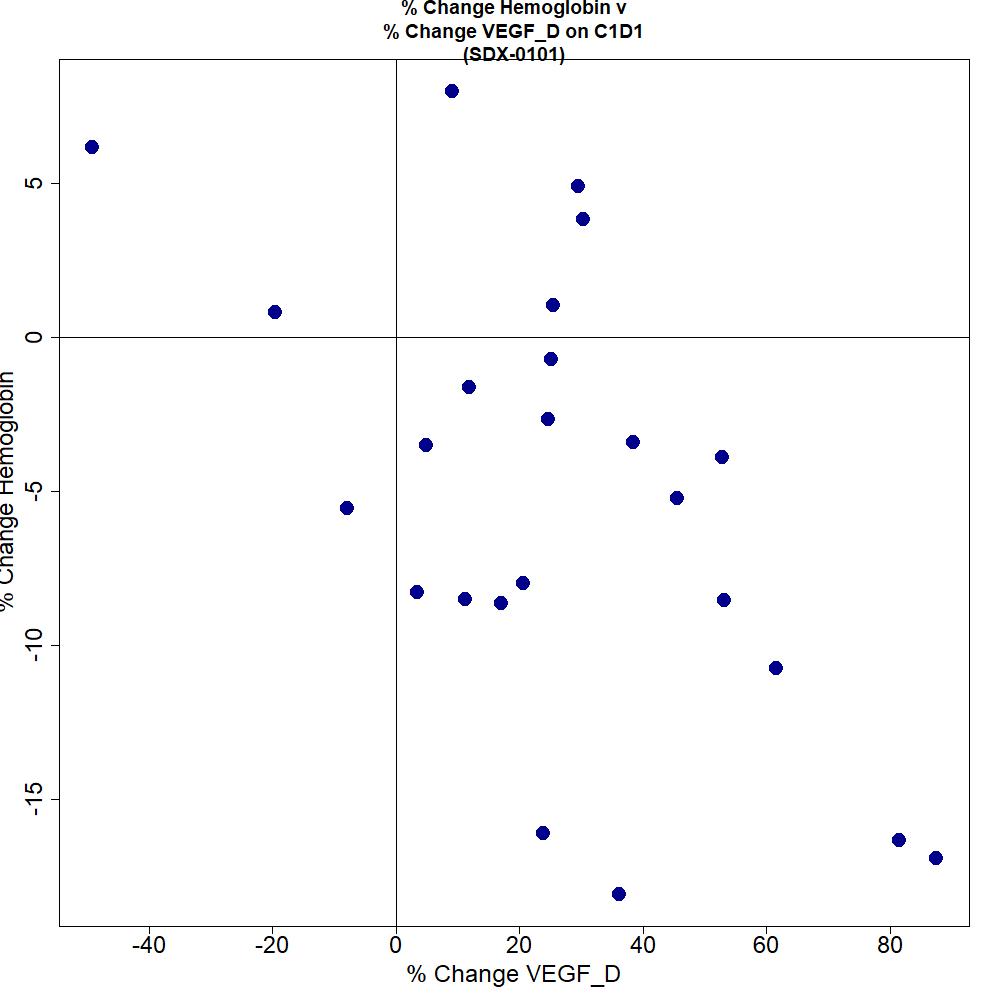 % Change Hemoglobin v
% Change VEGF_D on C1D1
(SDX-0101)
% Change Hemoglobin
5
0
-5
-10
-15
-40 -20 0 20 40 60 80
% Change VEGF_D